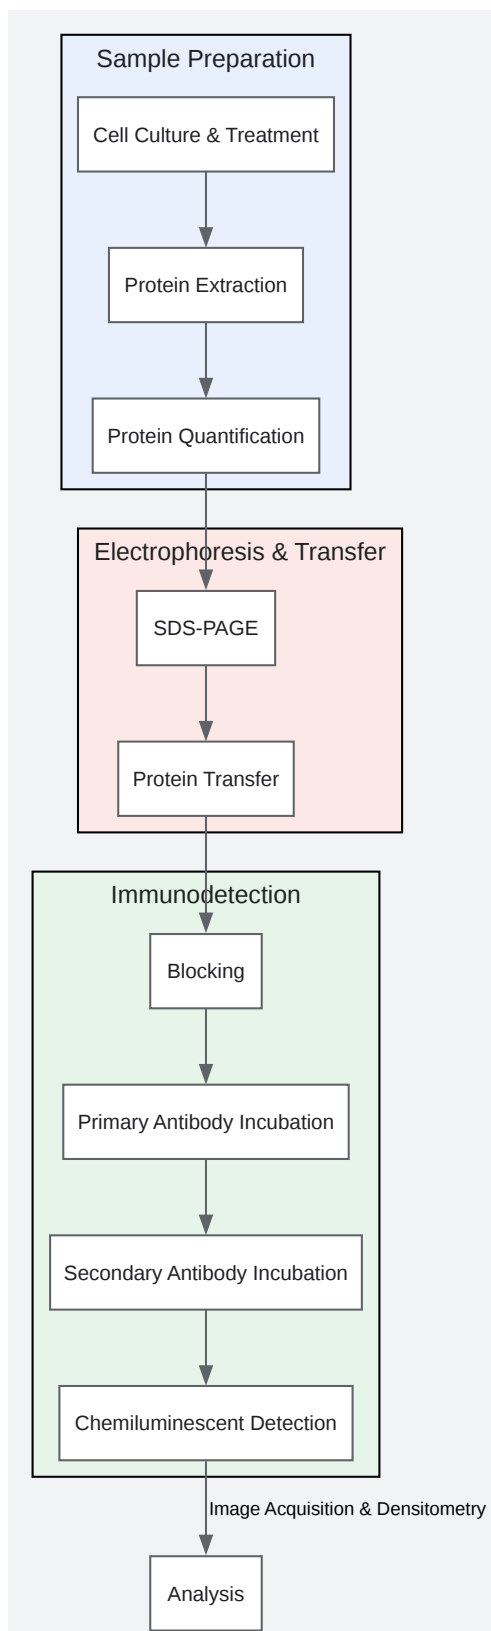 Sample Preparation
Cell Culture & Treatment
Protein Extraction
Protein Quantification
Electrophoresis & Transfer
SDS-PAGE
Protein Transfer
Immunodetection
Blocking
Primary Antibody Incubation
Secondary Antibody Incubation
Chemiluminescent Detection
Image Acquisition & Densitometry
Analysis